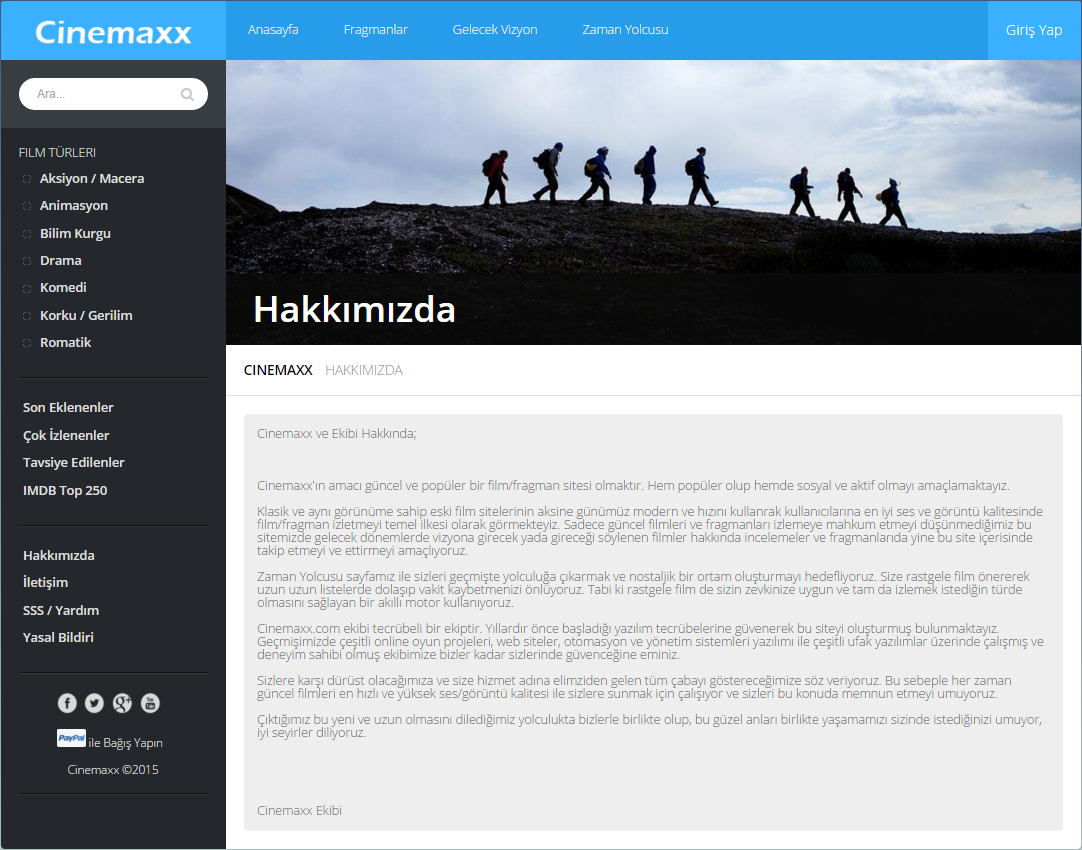 Cinemaxx
Anasayfa
Fragmanlar
Gelecek Vizyon
Zaman Yolcusu
Giriş Yap
Ara...
FILM TÜRLERI
Aksiyon / Macera
Animasyon
Bilim Kurgu
Drama
Komedi
Korku / Gerilim
Romatik
Son Eklenenler
Çok İzlenenler
Tavsiye Edilenler
IMDB Top 250
Hakkımızda
İletişim
SSS / Yardım
Yasal Bildiri
PayPal ile Bağış Yapın
Cinemaxx ©2015
Hakkımızda
CINEMAXX HAKKIMIZDA
Cinemaxx ve Ekibi Hakkında;
Cinemaxx'ın amacı güncel ve popüler bir film/fragman sitesi olmaktır. Hem popüler olup hemde sosyal ve aktif olmayı amaçlamaktayız.
Klasik ve aynı görünüme sahip eski film sitelerinin aksine günümüz modern ve hızını kullanrak kullanıcılarına en iyi ses ve görüntü kalitesinde
film/fragman izletmeyi temel ilkesi olarak görmekteyiz. Sadece güncel filmleri ve fragmanları izlemeye mahkum etmeyi düşünmediğimiz bu
sitemizde gelecek dönemlerde vizyona girecek yada gireceği söylenen filmler hakkında incelemeler ve fragmanlarıda yine bu site içerisinde
takip etmeyi ve ettirmeyi amaçlıyoruz.
Zaman Yolcusu sayfamız ile sizleri geçmişte yolculuğa çıkarmak ve nostaljik bir ortam oluşturmayı hedefliyoruz. Size rastgele film önererek
uzun uzun listelerde dolaşıp vakit kaybetmenizi önlüyoruz. Tabi ki rastgele film de sizin zevkinize uygun ve tam da izlemek istediğin türde
olmasını sağlayan bir akıllı motor kullanıyoruz.
Cinemaxx.com ekibi tecrübeli bir ekiptir. Yıllardır önce başladığı yazılım tecrübelerine güvenerek bu siteyi oluşturmuş bulunmaktayız.
Geçmişimizde çeşitli online oyun projeleri, web siteler, otomasyon ve yönetim sistemleri yazılımı ile çeşitli ufak yazılımlar üzerinde çalışmış ve
deneyim sahibi olmuş ekibimize bizler kadar sizlerinde güvenceğine eminiz.
Sizlere karşı dürüst olacağımıza ve size hizmet adına elimziden gelen tüm çabayı göstereceğimize söz veriyoruz. Bu sebeple her zaman
güncel filmleri en hızlı ve yüksek ses/görüntü kalitesi ile sizlere sunmak için çalışıyor ve sizleri bu konuda memnun etmeyi umuyoruz.
Çıktığımız bu yeni ve uzun olmasını dilediğimiz yolculukta bizlerle birlikte olup, bu güzel anları birlikte yaşamamızı sizinde istediğinizi umuyor,
iyi seyirler diliyoruz.
Cinemaxx Ekibi